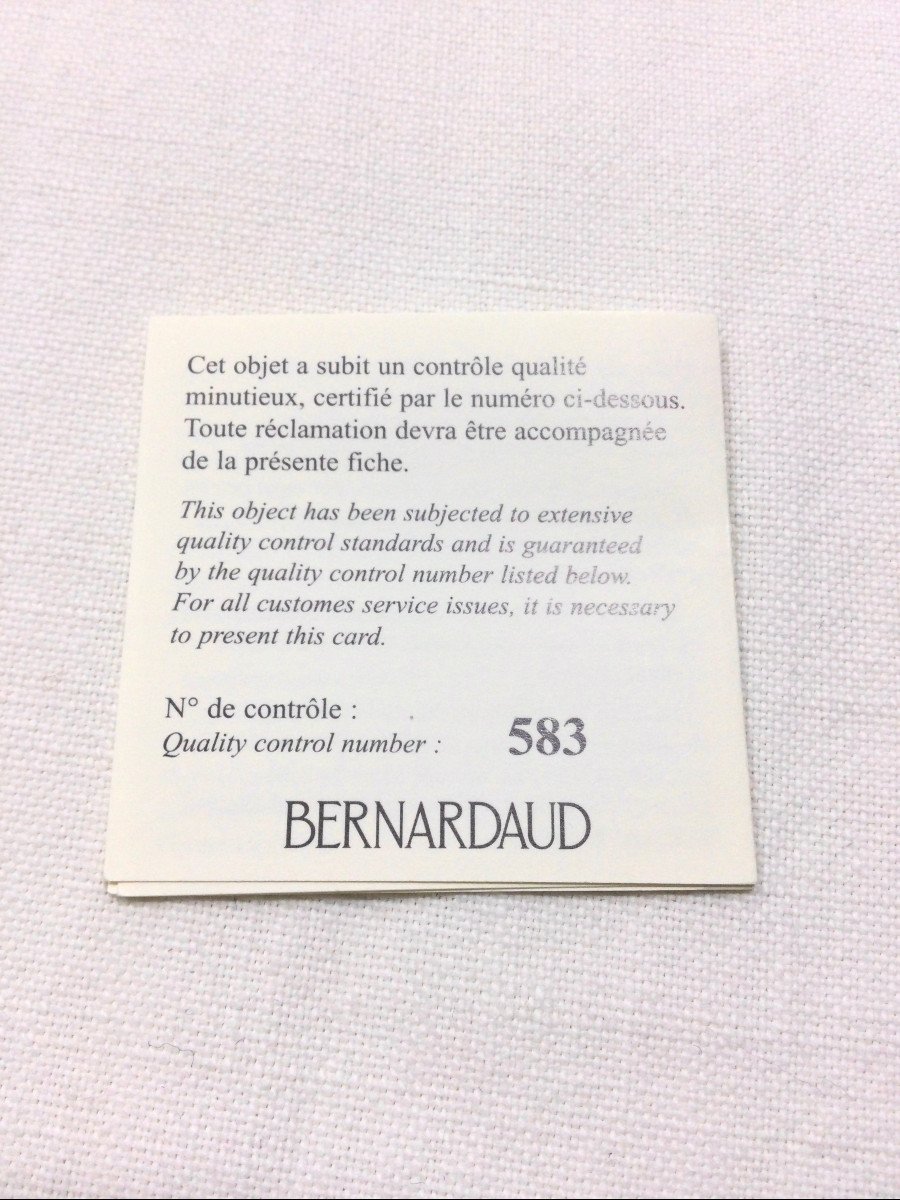 Cet objet a subit un contrôle qualité
minutieux, certifié par le numéro ci-dessous.
Toute réclamation devra être accompagnée
de la présente fiche.
This object has been subjected to extensive
quality control standards and is guaranteed
by the quality control number listed below.
For all customes service issues, it is necessary
to present this card.
N° de contrôle :
Quality control number : 583
BERNARDAUD